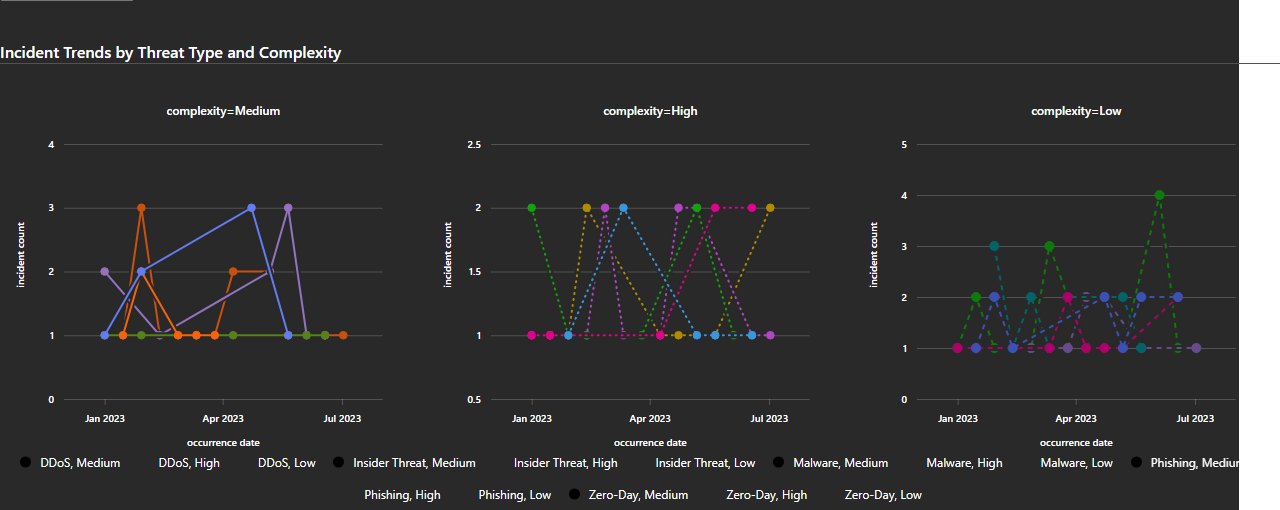 Incident Trends by Threat Type and Complexity
complexity=Medium complexity=High complexity=Low
4 2.5 5
4
3 2
3
incident count incident count incident count
2 1.5
2
1 1
1
0 0.5 0
Jan 2023 Apr 2023 Jul 2023 Jan 2023 Apr 2023 Jul 2023 Jan 2023 Apr 2023 Jul 2023
occurrence date occurrence date occurrence date
DDoS, Medium DDoS, High DDoS, Low Insider Threat, Medium Insider Threat, High Insider Threat, Low Malware, Medium Malware, High Malware, Low Phishing, Medium
Phishing, High Phishing, Low Zero-Day, Medium Zero-Day, High Zero-Day, Low